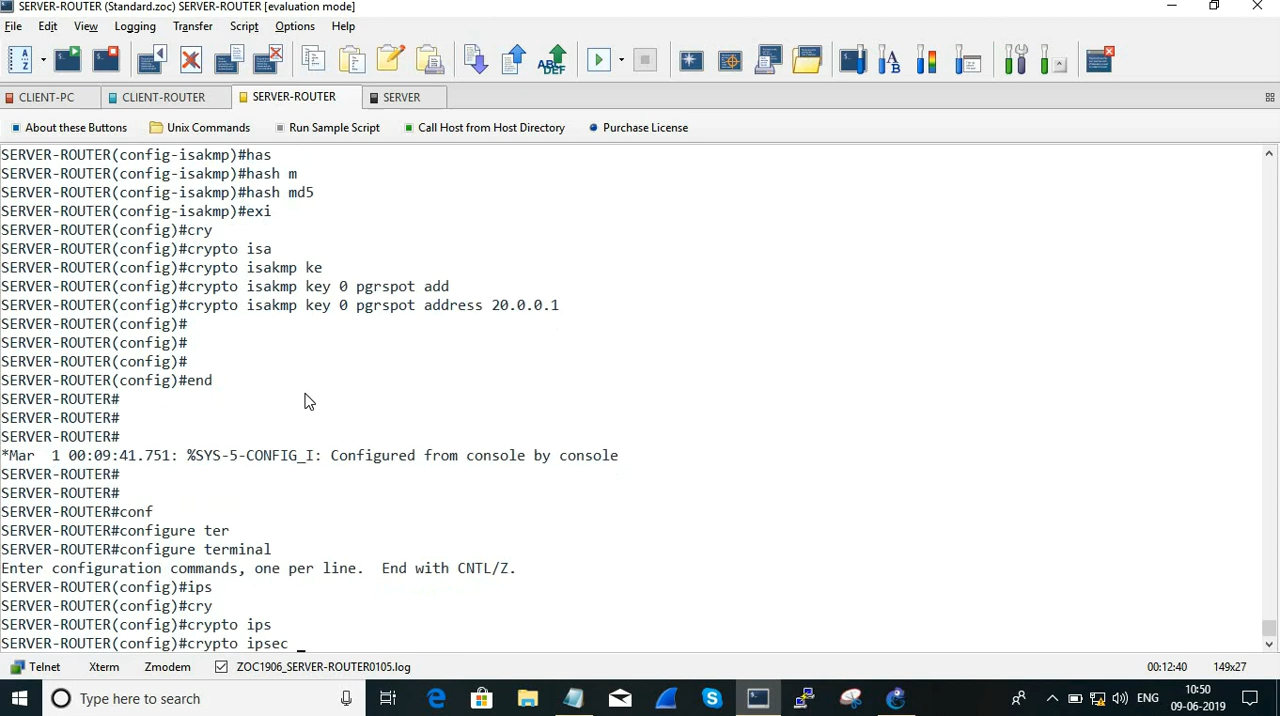 SERVER-ROUTER (Standard.zoc) SERVER-ROUTER [evaluation mode]
File Edit View Logging Transfer Script Options Help
CLIENT-PC CLIENT-ROUTER SERVER-ROUTER SERVER
About these Buttons Unix Commands Run Sample Script Call Host from Host Directory Purchase License
SERVER-ROUTER(config-isakmp)#has
SERVER-ROUTER(config-isakmp)#hash m
SERVER-ROUTER(config-isakmp)#hash md5
SERVER-ROUTER(config-isakmp)#exi
SERVER-ROUTER(config)#cry
SERVER-ROUTER(config)#crypto isa
SERVER-ROUTER(config)#crypto isakmp ke
SERVER-ROUTER(config)#crypto isakmp key 0 pgrspot add
SERVER-ROUTER(config)#crypto isakmp key 0 pgrspot address 20.0.0.1
SERVER-ROUTER(config)#
SERVER-ROUTER(config)#
SERVER-ROUTER(config)#
SERVER-ROUTER(config)#end
SERVER-ROUTER#
SERVER-ROUTER#
SERVER-ROUTER#
*Mar  1 00:09:41.751: %SYS-5-CONFIG_I: Configured from console by console
SERVER-ROUTER#
SERVER-ROUTER#
SERVER-ROUTER#conf
SERVER-ROUTER#configure ter
SERVER-ROUTER#configure terminal
Enter configuration commands, one per line.  End with CNTL/Z.
SERVER-ROUTER(config)#ips
SERVER-ROUTER(config)#cry
SERVER-ROUTER(config)#crypto ips
SERVER-ROUTER(config)#crypto ipsec _
Telnet Xterm Zmodem ZOC1906_SERVER-ROUTER0105.log 00:12:40 149x27
Type here to search ENG 10:50
09-06-2019